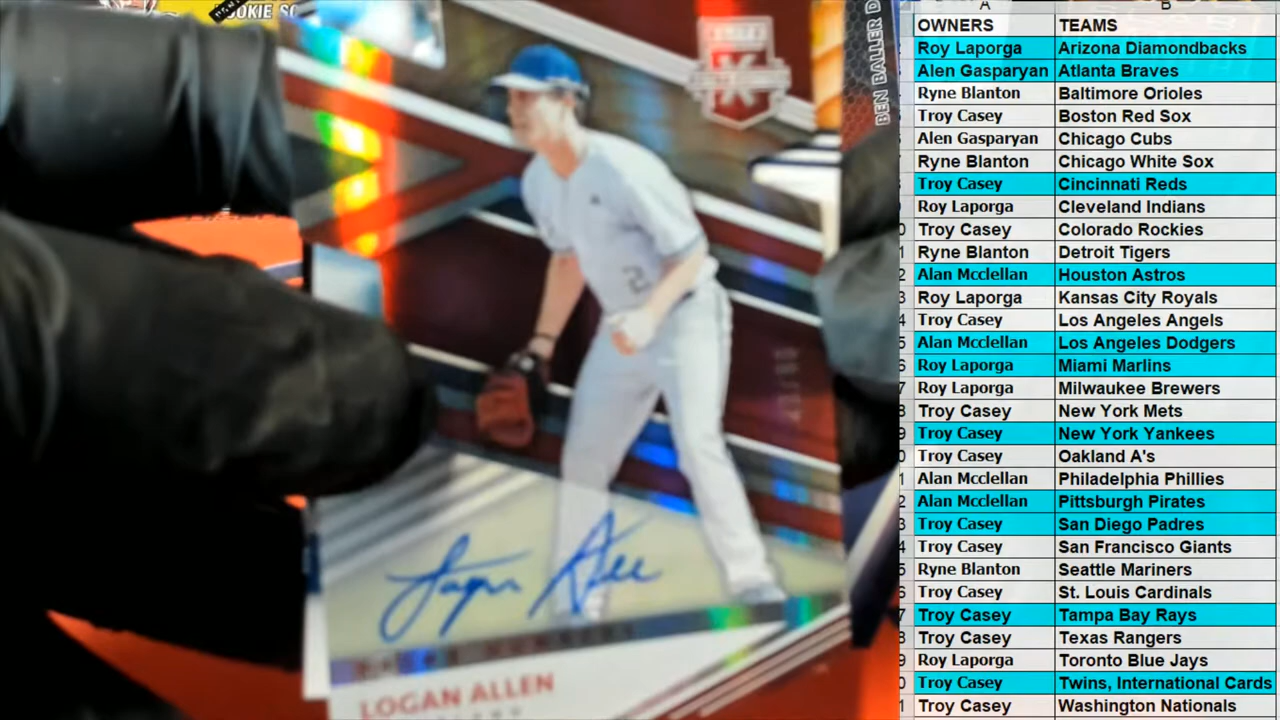 OOKIE SC
BEN BALLER D
Logan Allen
LOGAN ALLEN
A B
OWNERS TEAMS
Roy Laporga Arizona Diamondbacks
Alen Gasparyan Atlanta Braves
Ryne Blanton Baltimore Orioles
Troy Casey Boston Red Sox
Alen Gasparyan Chicago Cubs
Ryne Blanton Chicago White Sox
Troy Casey Cincinnati Reds
Roy Laporga Cleveland Indians
Troy Casey Colorado Rockies
Ryne Blanton Detroit Tigers
Alan Mcclellan Houston Astros
Roy Laporga Kansas City Royals
Troy Casey Los Angeles Angels
Alan Mcclellan Los Angeles Dodgers
Roy Laporga Miami Marlins
Roy Laporga Milwaukee Brewers
Troy Casey New York Mets
Troy Casey New York Yankees
Troy Casey Oakland A's
Alan Mcclellan Philadelphia Phillies
Alan Mcclellan Pittsburgh Pirates
Troy Casey San Diego Padres
Troy Casey San Francisco Giants
Ryne Blanton Seattle Mariners
Troy Casey St. Louis Cardinals
Troy Casey Tampa Bay Rays
Troy Casey Texas Rangers
Roy Laporga Toronto Blue Jays
Troy Casey Twins, International Cards
Troy Casey Washington Nationals